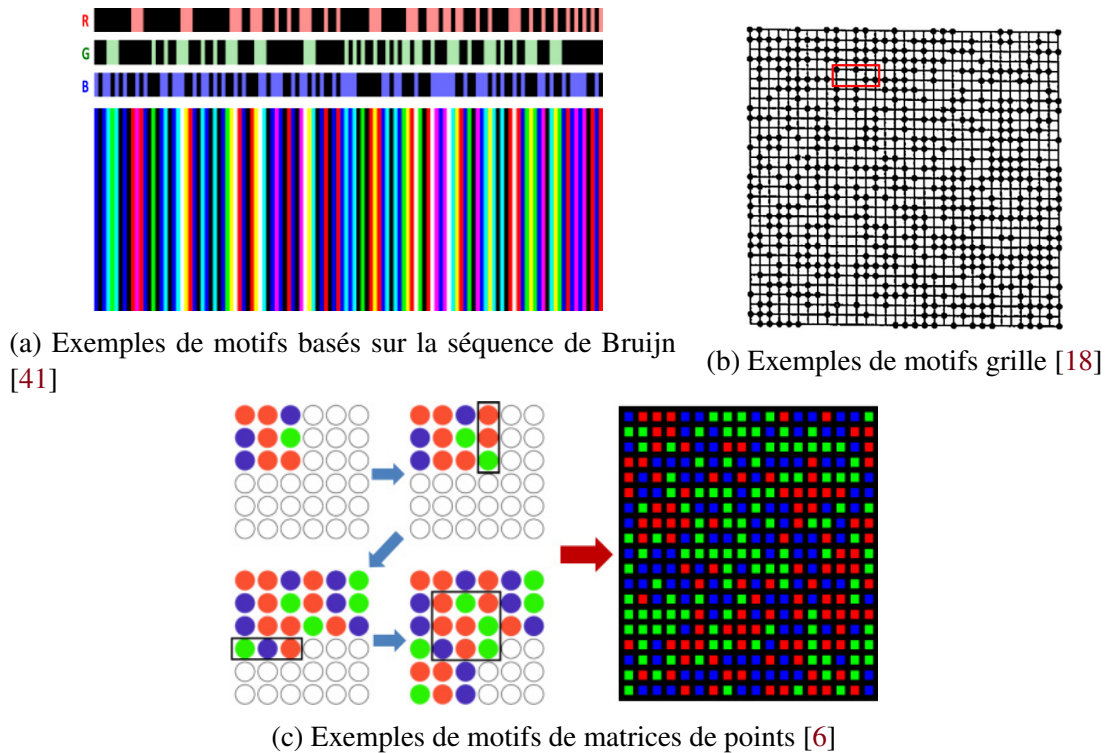 R
G
B
(a) Exemples de motifs basés sur la séquence de Bruijn
[41]
(b) Exemples de motifs grille [18]
(c) Exemples de motifs de matrices de points [6]